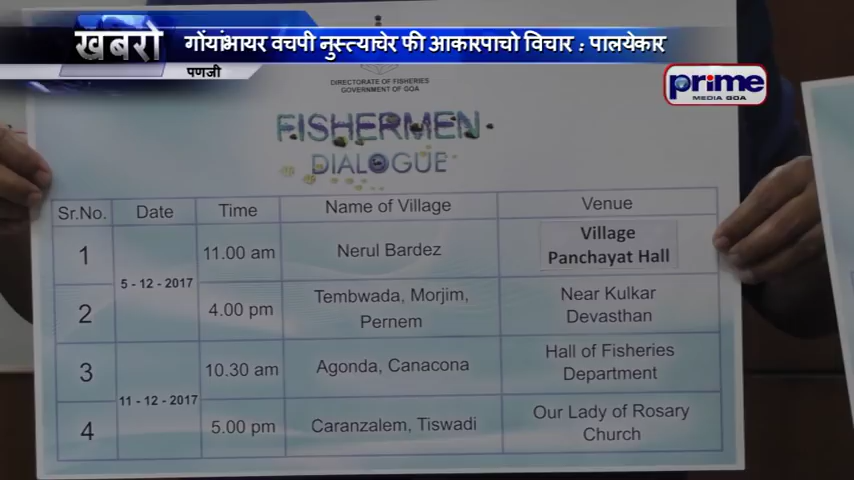 खबरो
गोंयांभायर वचपी नुस्त्याचेर फी आकारपाचो विचार : पालयेकार
पणजी
prime
MEDIA GOA
DIRECTORATE OF FISHERIES
GOVERNMENT OF GOA
FISHERMEN
DIALOGUE
Sr.No. Date Time Name of Village Venue
1 5 - 12 - 2017 11.00 am Nerul Bardez Village Panchayat Hall
2 4.00 pm Tembwada, Morjim, Pernem Near Kulkar Devasthan
3 11 - 12 - 2017 10.30 am Agonda, Canacona Hall of Fisheries Department
4 5.00 pm Caranzalem, Tiswadi Our Lady of Rosary Church